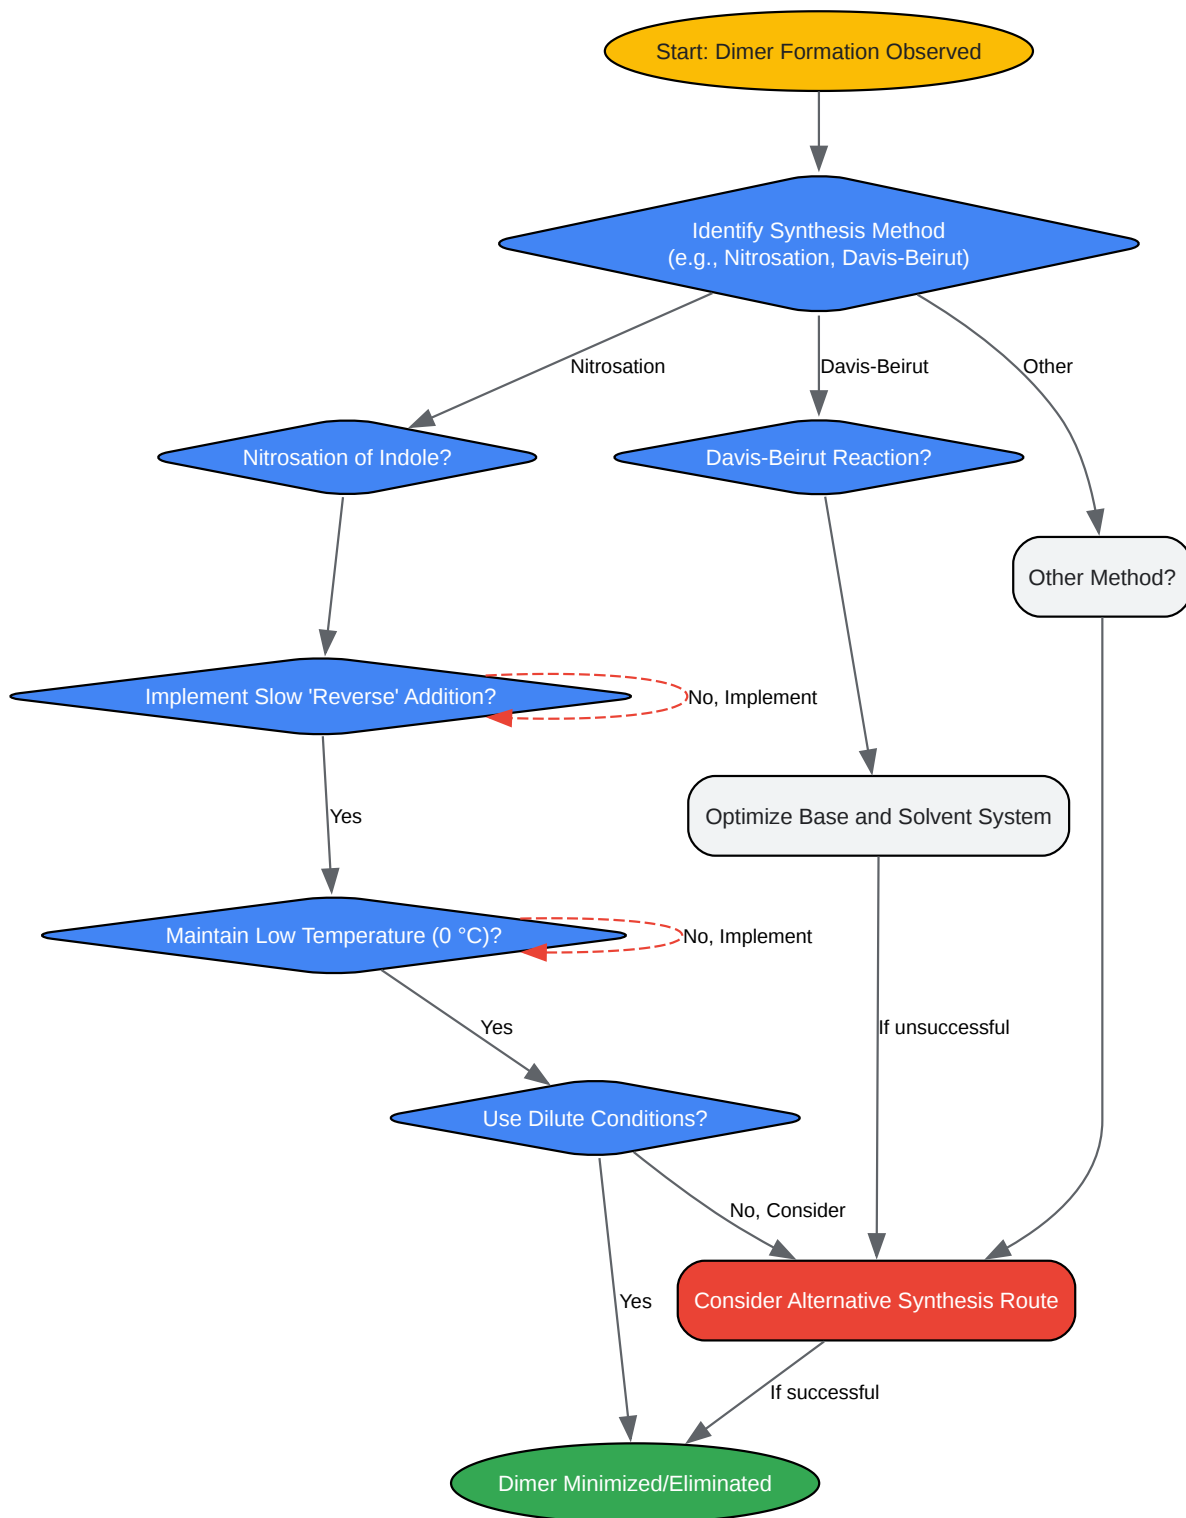 Start: Dimer Formation Observed
Identify Synthesis Method
(e.g., Nitrosation, Davis-Beirut)
Nitrosation
Davis-Beirut
Other
Nitrosation of Indole?
Davis-Beirut Reaction?
Other Method?
Implement Slow 'Reverse' Addition?
No, Implement
Yes
Optimize Base and Solvent System
Maintain Low Temperature (0 °C)?
No, Implement
Yes
If unsuccessful
Use Dilute Conditions?
No, Consider
Yes
Consider Alternative Synthesis Route
If successful
Dimer Minimized/Eliminated